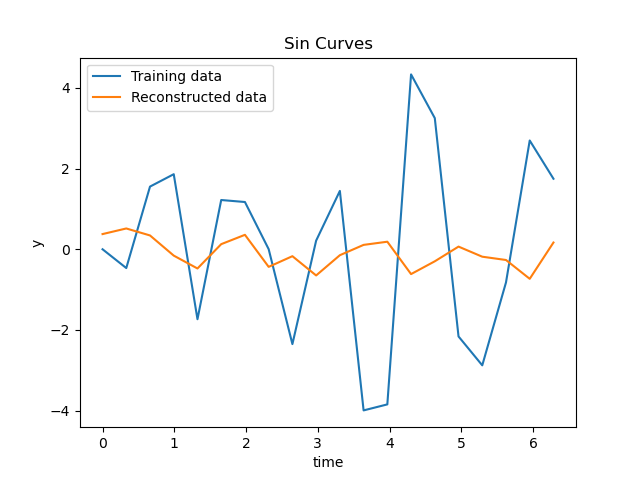 Sin Curves
Training data
Reconstructed data
4
2
0
−2
−4
y
0 1 2 3 4 5 6
time